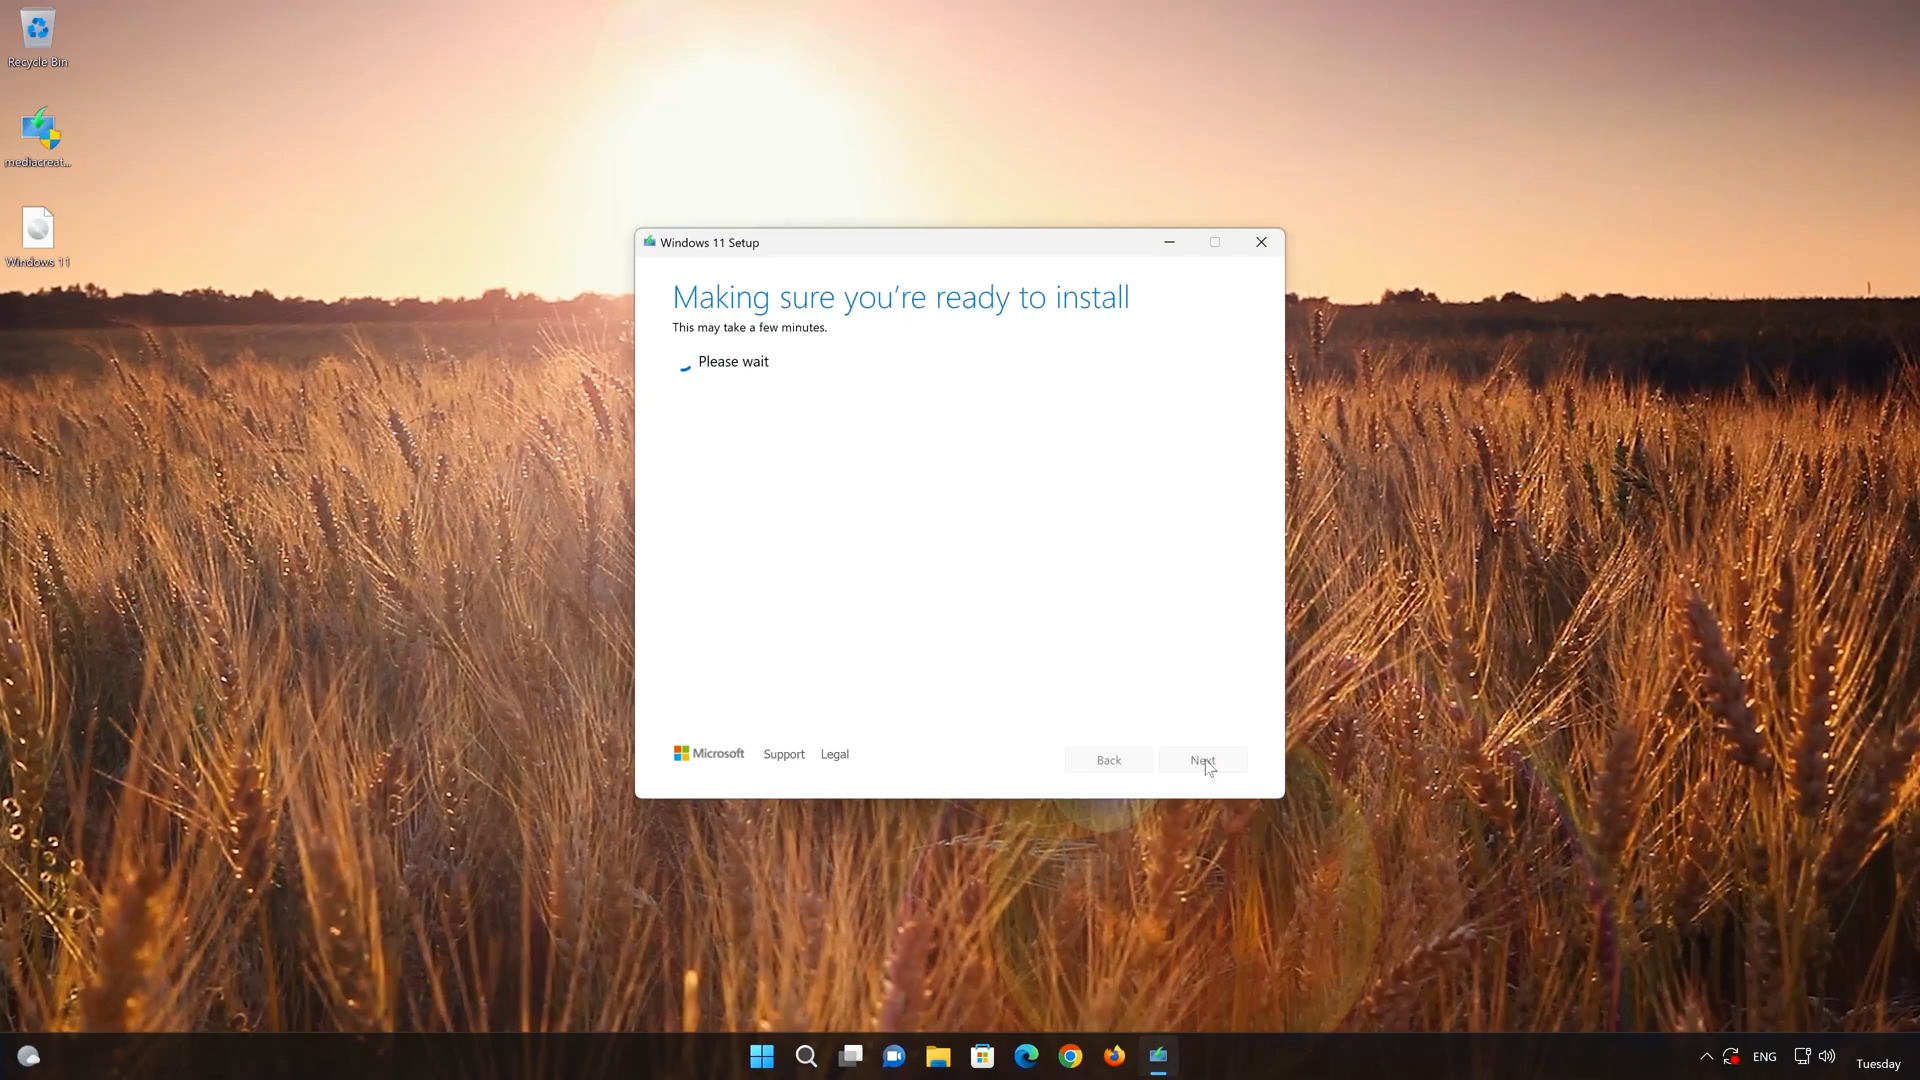 Recycle Bin
mediacreat...
Windows 11
Windows 11 Setup
Making sure you're ready to install
This may take a few minutes.
Please wait
Microsoft
Support
Legal
Back
Next
ENG
Tuesday